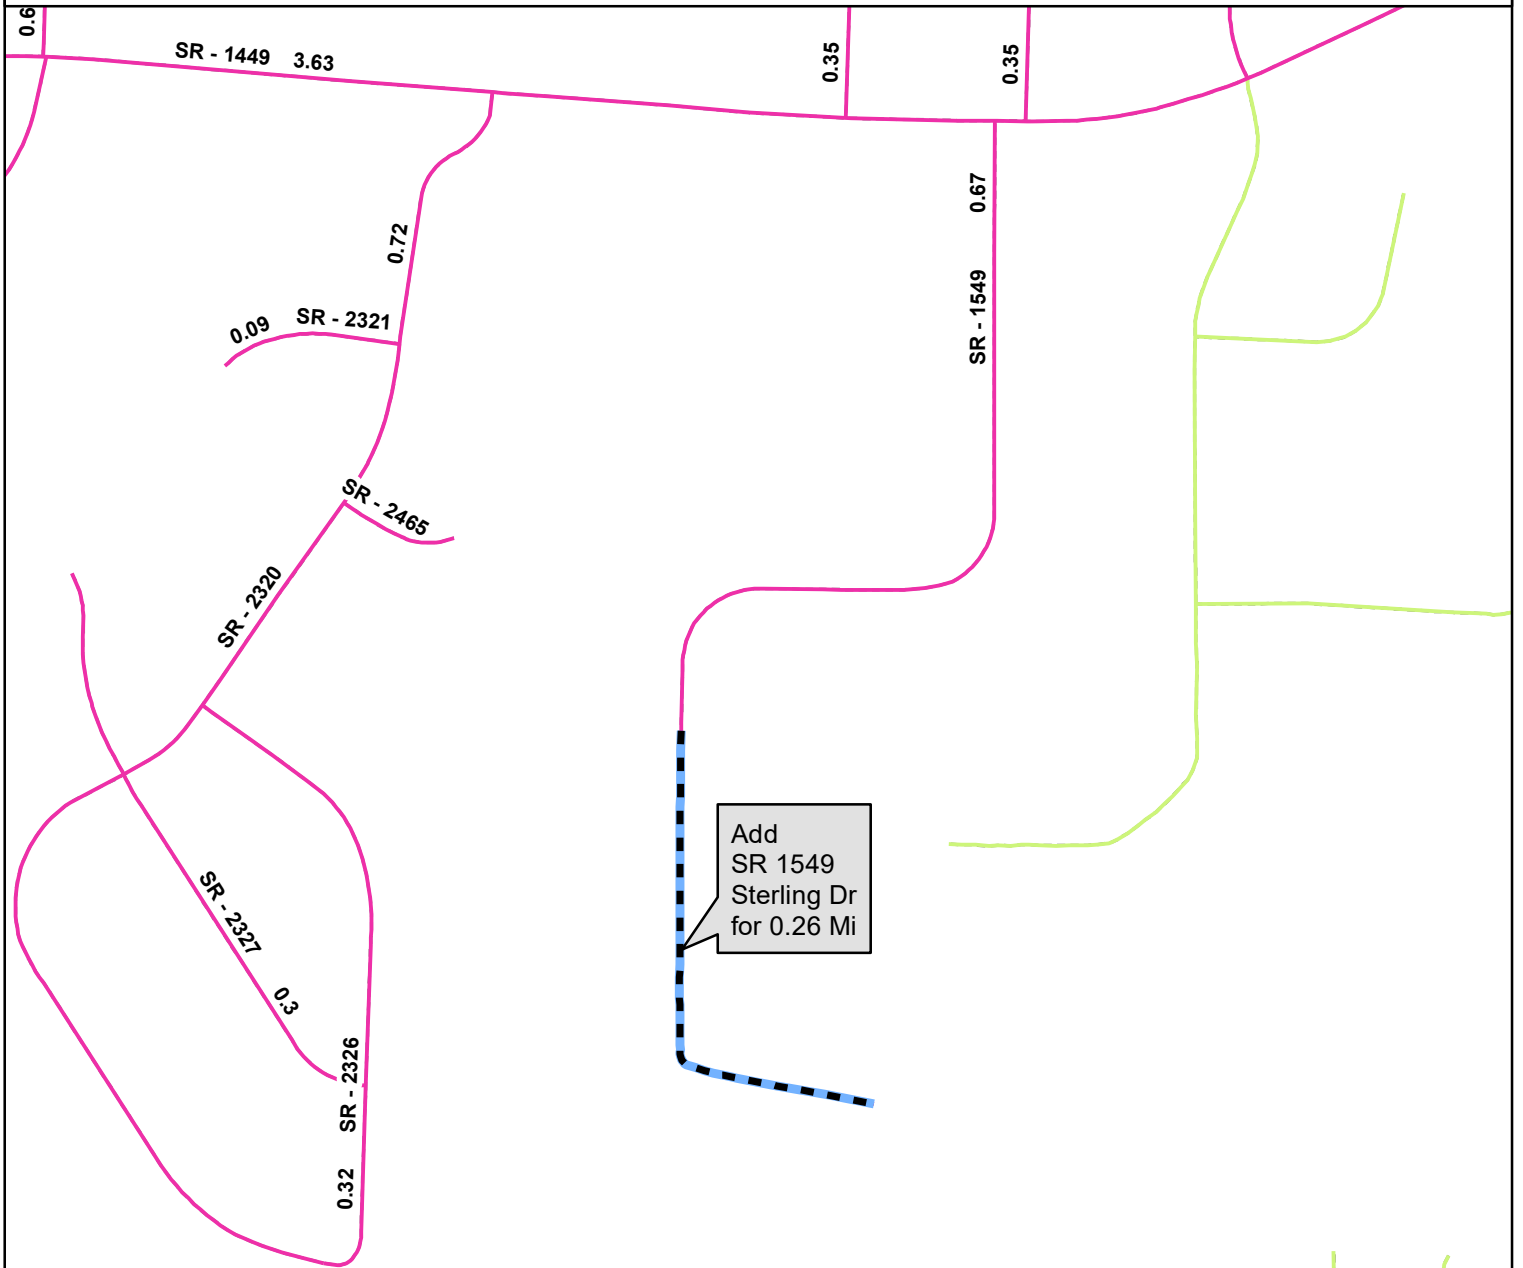 0.6
SR - 1449 3.63
0.35
0.35
0.67
SR - 1549
0.72
0.09 SR - 2321
SR - 2465
SR - 2320
Add
SR 1549
Sterling Dr
for 0.26 Mi
SR - 2327 0.3
SR - 2326
0.32